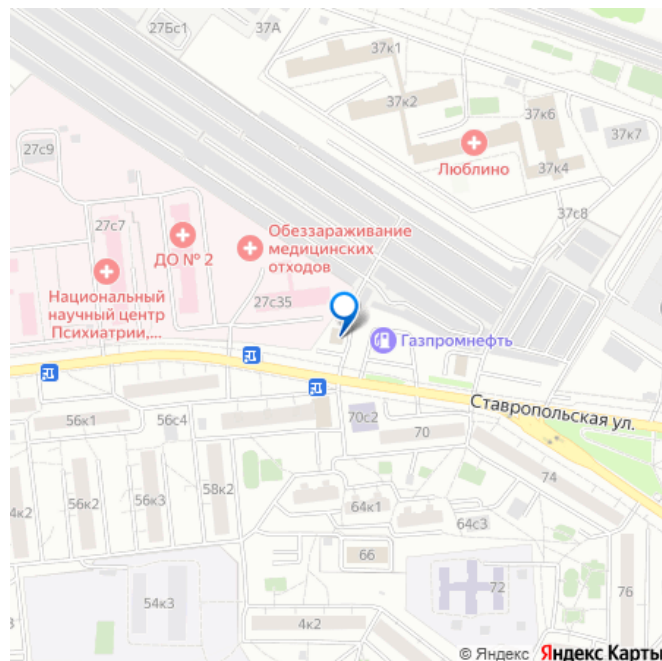 27Бс1
37А
37к1
37к2
37к6
37к7
27с9
Люблино
37к4
37с8
27с7
ДО № 2
Обеззараживание
медицинских
отходов
Национальный
научный центр
Психиатрии,...
27с35
Газпромнефть
Ставропольская ул.
56к1
56с4
70с2
70
74
58к2
56к2
56к3
64к1
64с3
4к2
66
72
76
54к3
4к2
© Яндекс Яндекс Карты